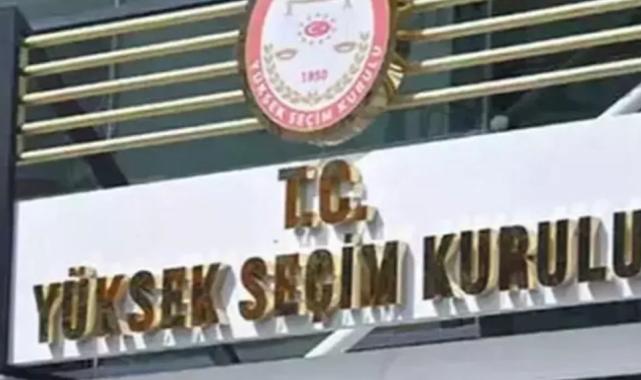 1950
YÜKSEK SEÇİM KURULU
T.C.
YÜKSEK SEÇİM KURULU